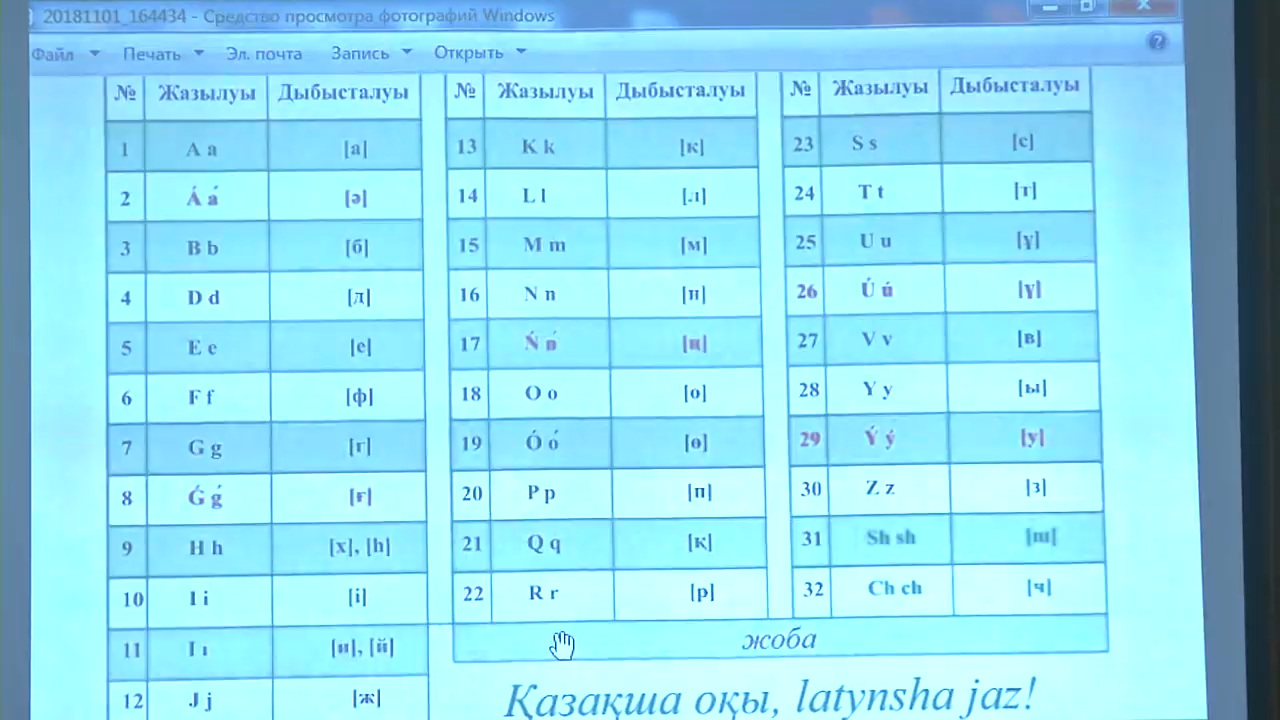 20181101_164434 - Средство просмотра фотографий Windows
Файл Печать Эл. почта Запись Открыть
№ Жазылуы Дыбысталуы № Жазылуы Дыбысталуы № Жазылуы Дыбысталуы
1 A a [а] 13 K k [к] 23 S s [с]
2 Á á [ә] 14 L l [л] 24 T t [т]
3 B b [б] 15 M m [м] 25 U u [ұ]
4 D d [д] 16 N n [н] 26 Ú ú [ү]
5 E e [е] 17 Ń ń [ң] 27 V v [в]
6 F f [ф] 18 O o [о] 28 Y y [ы]
7 G g [г] 19 Ó ó [ө] 29 Ý ý [у]
8 Ǵ ǵ [ғ] 20 P p [п] 30 Z z [з]
9 H h [х], [һ] 21 Q q [қ] 31 Sh sh [ш]
10 I i [і] 22 R r [р] 32 Ch ch [ч]
11 I ı [и], [й] жоба
12 J j [ж]
Қазақша оқы, latynsha jaz!